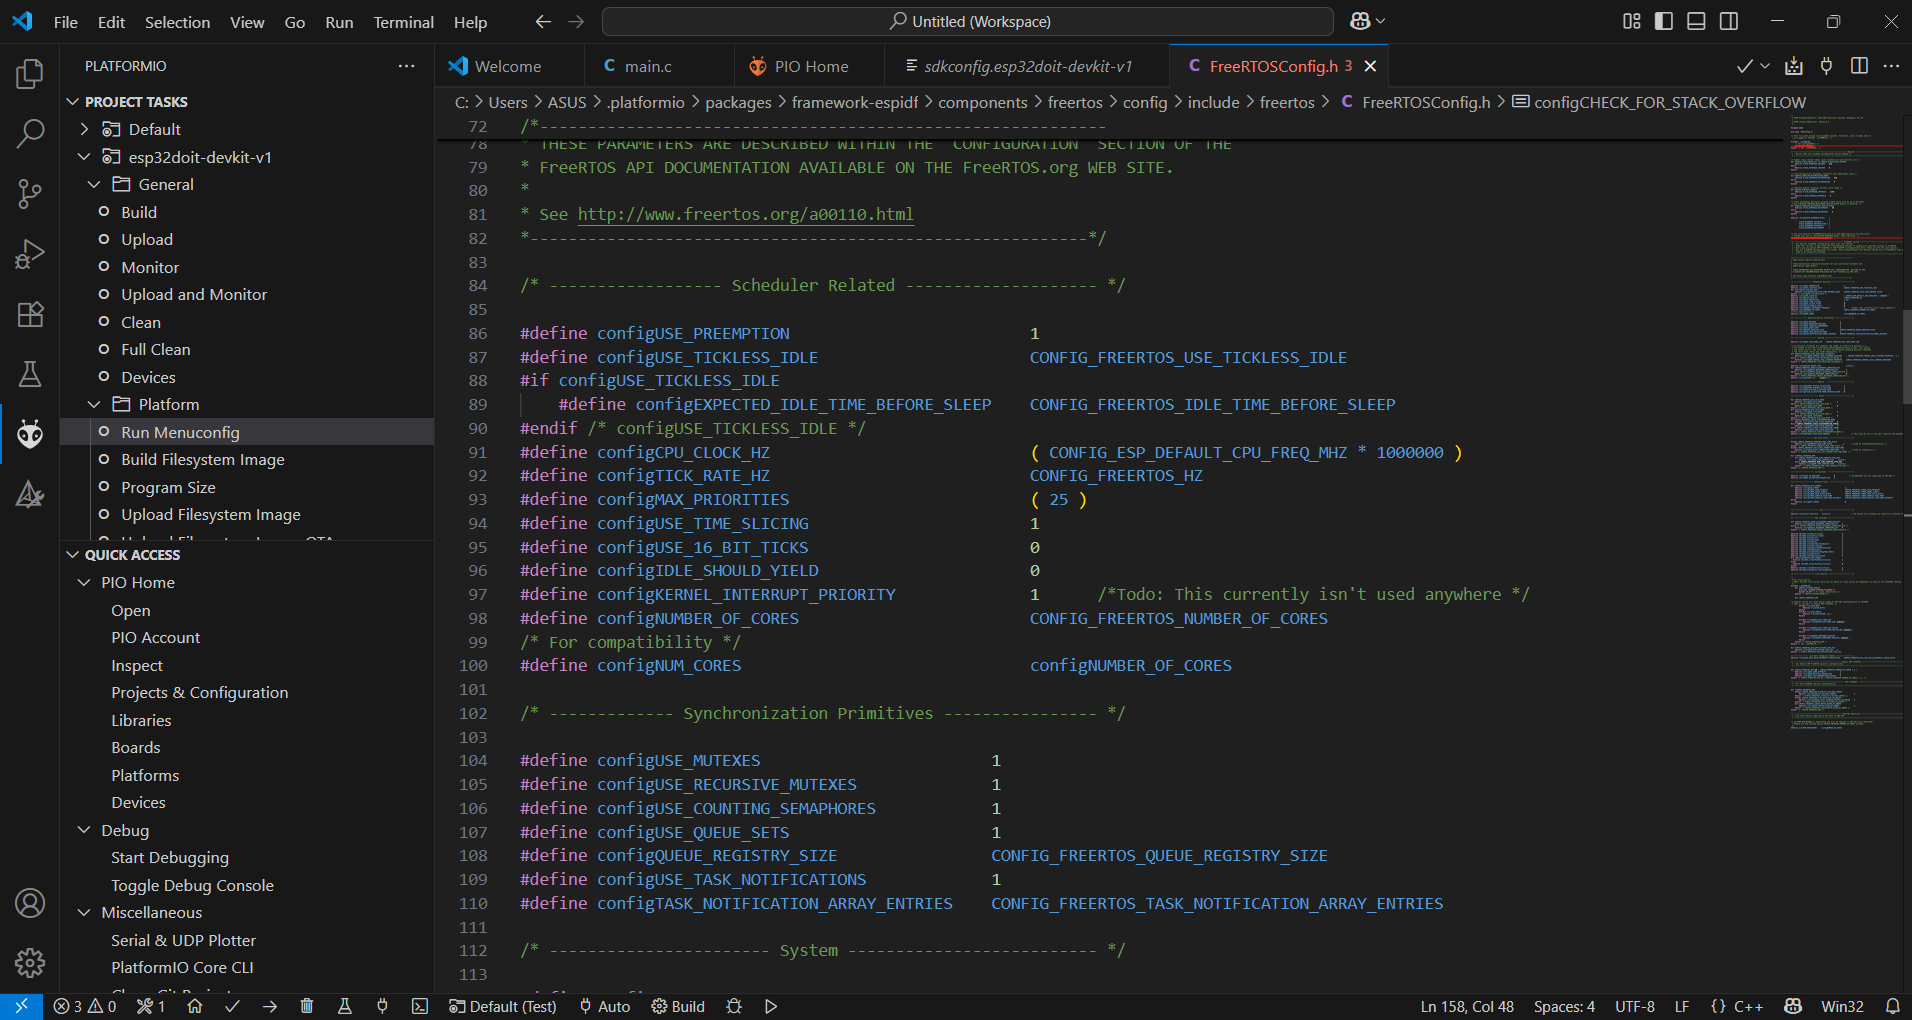 File Edit Selection View Go Run Terminal Help
Untitled (Workspace)
PLATFORMIO
PROJECT TASKS
Default
esp32doit-devkit-v1
General
Build
Upload
Monitor
Upload and Monitor
Clean
Full Clean
Devices
Platform
Run Menuconfig
Build Filesystem Image
Program Size
Upload Filesystem Image
QUICK ACCESS
PIO Home
Open
PIO Account
Inspect
Projects & Configuration
Libraries
Boards
Platforms
Devices
Debug
Start Debugging
Toggle Debug Console
Miscellaneous
Serial & UDP Plotter
PlatformIO Core CLI
Welcome
C main.c
PIO Home
sdkconfig.esp32doit-devkit-v1
C FreeRTOSConfig.h 3
C: > Users > ASUS > .platformio > packages > framework-espidf > components > freertos > config > include > freertos > C FreeRTOSConfig.h > configCHECK_FOR_STACK_OVERFLOW
72 /*-----------------------------------------------------------
78 * THESE PARAMETERS ARE DESCRIBED WITHIN THE 'CONFIGURATION' SECTION OF THE
79 * FreeRTOS API DOCUMENTATION AVAILABLE ON THE FreeRTOS.org WEB SITE.
80 *
81 * See http://www.freertos.org/a00110.html
82 *----------------------------------------------------------*/
83
84 /* ------------------ Scheduler Related -------------------- */
85
86 #define configUSE_PREEMPTION 1
87 #define configUSE_TICKLESS_IDLE CONFIG_FREERTOS_USE_TICKLESS_IDLE
88 #if configUSE_TICKLESS_IDLE
89 #define configEXPECTED_IDLE_TIME_BEFORE_SLEEP CONFIG_FREERTOS_IDLE_TIME_BEFORE_SLEEP
90 #endif /* configUSE_TICKLESS_IDLE */
91 #define configCPU_CLOCK_HZ ( CONFIG_ESP_DEFAULT_CPU_FREQ_MHZ * 1000000 )
92 #define configTICK_RATE_HZ CONFIG_FREERTOS_HZ
93 #define configMAX_PRIORITIES ( 25 )
94 #define configUSE_TIME_SLICING 1
95 #define configUSE_16_BIT_TICKS 0
96 #define configIDLE_SHOULD_YIELD 0
97 #define configKERNEL_INTERRUPT_PRIORITY 1 /*Todo: This currently isn't used anywhere */
98 #define configNUMBER_OF_CORES CONFIG_FREERTOS_NUMBER_OF_CORES
99 /* For compatibility */
100 #define configNUM_CORES configNUMBER_OF_CORES
101
102 /* ------------- Synchronization Primitives ---------------- */
103
104 #define configUSE_MUTEXES 1
105 #define configUSE_RECURSIVE_MUTEXES 1
106 #define configUSE_COUNTING_SEMAPHORES 1
107 #define configUSE_QUEUE_SETS 1
108 #define configQUEUE_REGISTRY_SIZE CONFIG_FREERTOS_QUEUE_REGISTRY_SIZE
109 #define configUSE_TASK_NOTIFICATIONS 1
110 #define configTASK_NOTIFICATION_ARRAY_ENTRIES CONFIG_FREERTOS_TASK_NOTIFICATION_ARRAY_ENTRIES
111
112 /* ----------------------- System -------------------------- */
113
3 0 1 Default (Test) Auto Build
Ln 158, Col 48 Spaces: 4 UTF-8 LF {} C++ Win32